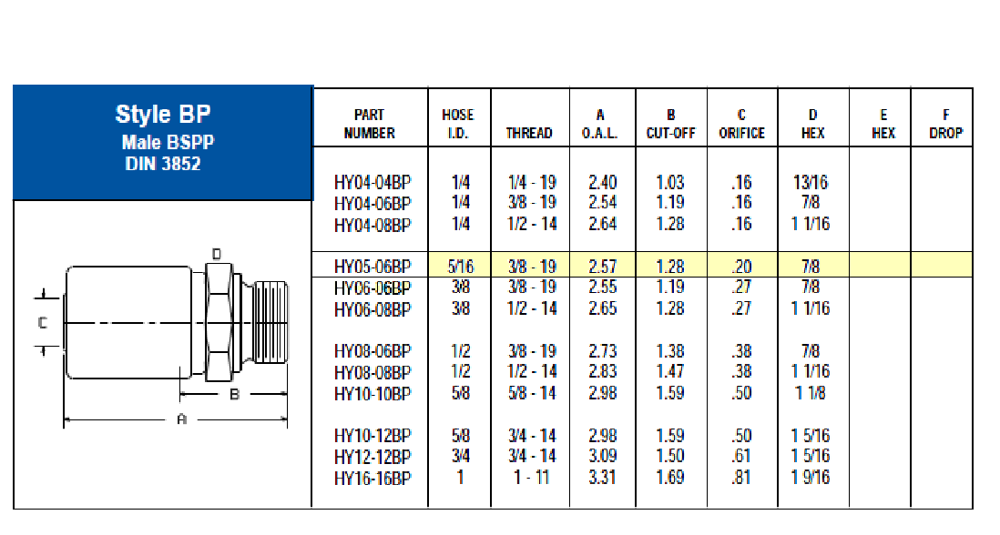 Style BP
Male BSPP
DIN 3852
PART NUMBER HOSE I.D. THREAD A O.A.L. B CUT-OFF C ORIFICE D HEX E HEX F DROP
HY04-04BP 1/4 1/4 - 19 2.40 1.03 .16 13/16
HY04-06BP 1/4 3/8 - 19 2.54 1.19 .16 7/8
HY04-08BP 1/4 1/2 - 14 2.64 1.28 .16 1 1/16
HY05-06BP 5/16 3/8 - 19 2.57 1.28 .20 7/8
HY06-06BP 3/8 3/8 - 19 2.55 1.19 .27 7/8
HY06-08BP 3/8 1/2 - 14 2.65 1.28 .27 1 1/16
HY08-06BP 1/2 3/8 - 19 2.73 1.38 .38 7/8
HY08-08BP 1/2 1/2 - 14 2.83 1.47 .38 1 1/16
HY10-10BP 5/8 5/8 - 14 2.98 1.59 .50 1 1/8
HY10-12BP 5/8 3/4 - 14 2.98 1.59 .50 1 5/16
HY12-12BP 3/4 3/4 - 14 3.09 1.50 .61 1 5/16
HY16-16BP 1 1 - 11 3.31 1.69 .81 1 9/16
D
C
B
A